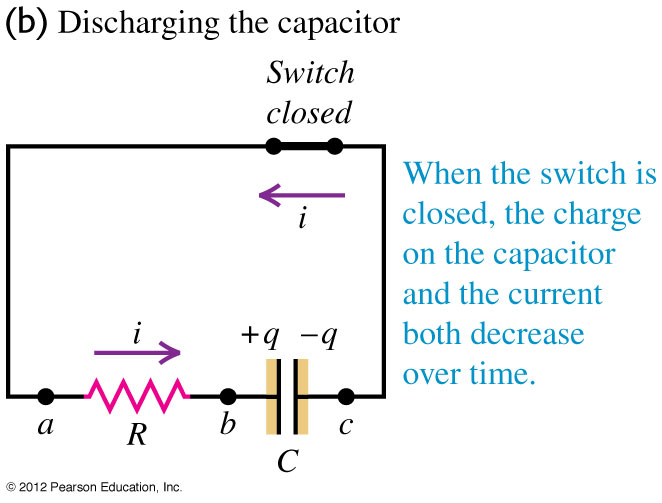 (b) Discharging the capacitor
Switch
closed
When the switch is
closed, the charge
on the capacitor
and the current
both decrease
over time.
i
i
+q −q
a
R
b
c
C
© 2012 Pearson Education, Inc.